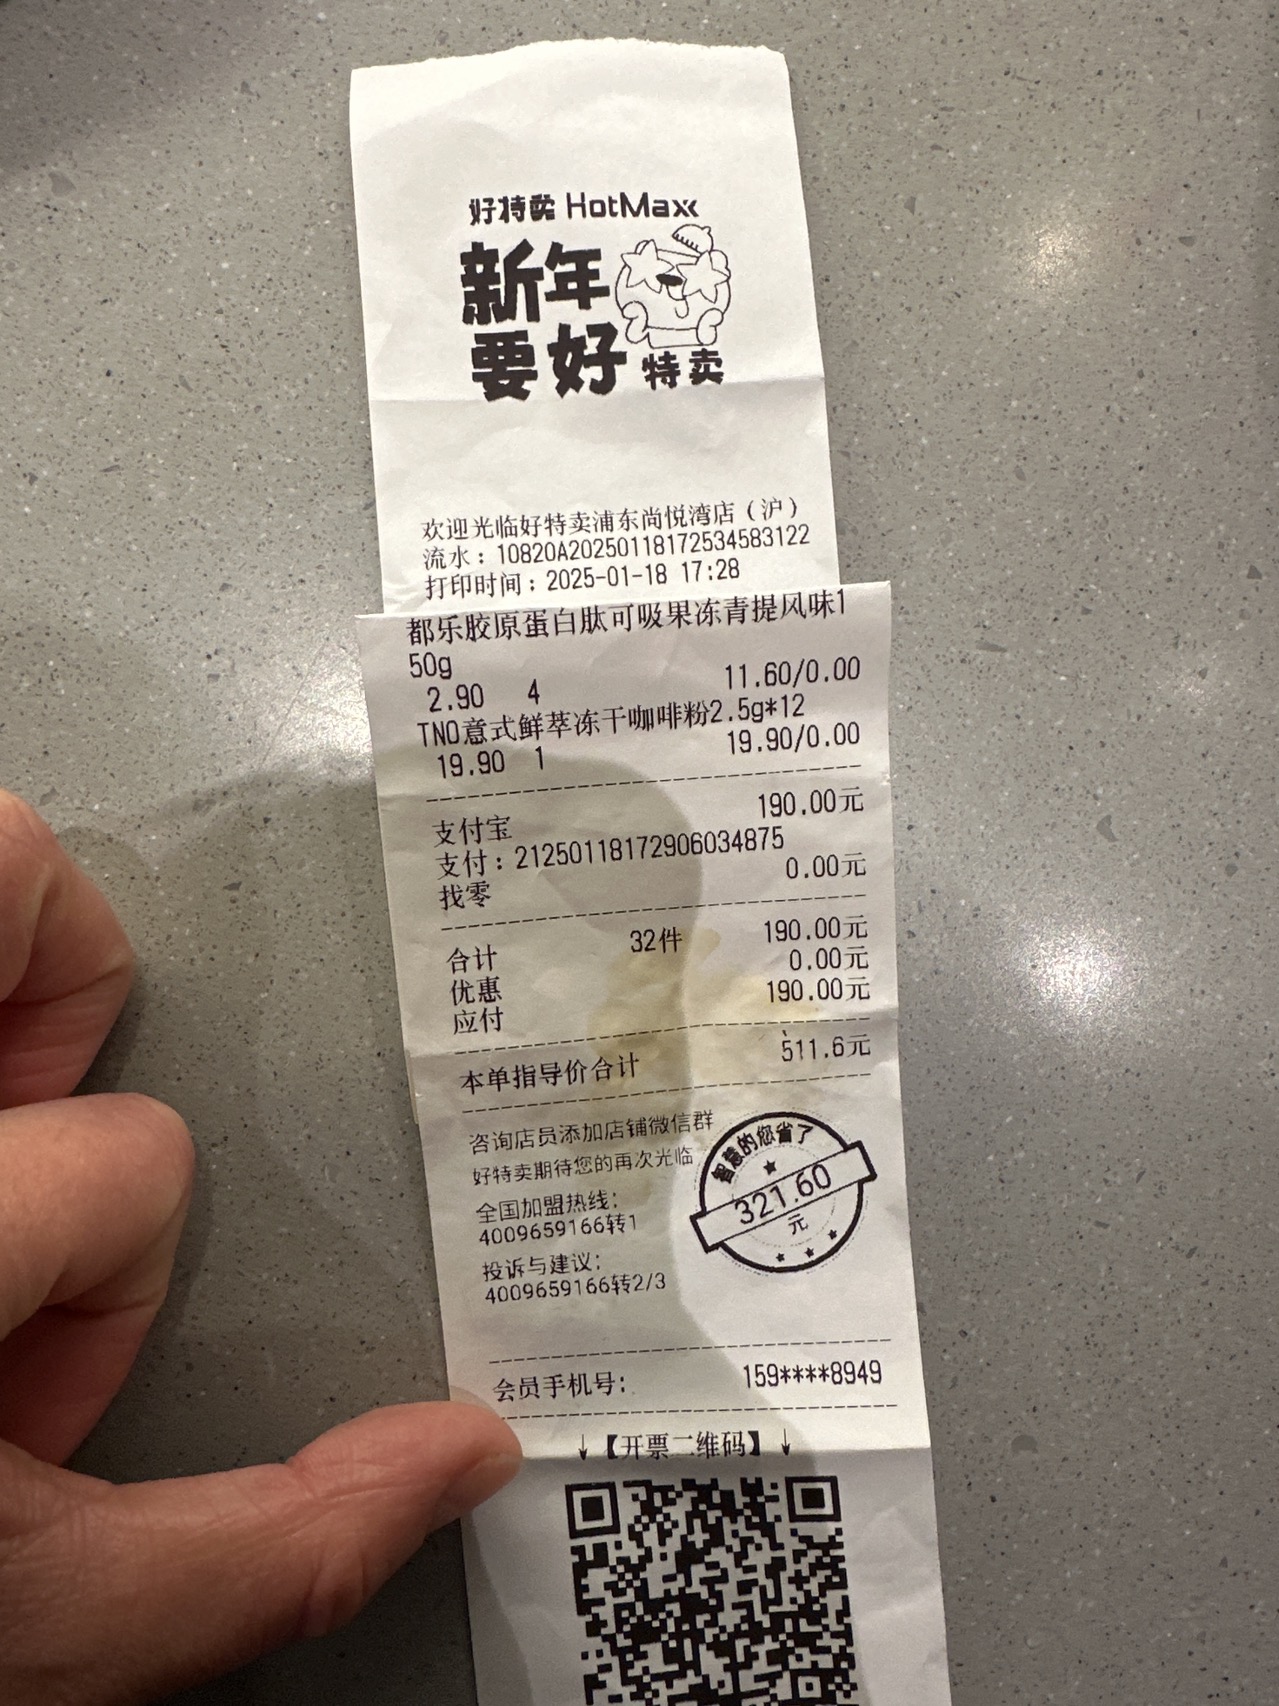 好特卖 HotMaxx
新年
要好特卖
欢迎光临好特卖浦东尚悦湾店（沪）
流水：10820A20250118172534583122
打印时间：2025-01-18 17:28
都乐胶原蛋白肽可吸果冻青提风味1
50g
2.90 4 11.60/0.00
TNO意式鲜萃冻干咖啡粉2.5g*12
19.90 1 19.90/0.00
支付宝 190.00元
支付：21250118172906034875
找零 0.00元
合计 32件 190.00元
优惠 0.00元
应付 190.00元
本单指导价合计 511.6元
咨询店员添加店铺微信群
好特卖期待您的再次光临
全国加盟热线：
4009659166转1
投诉与建议：
4009659166转2/3
智慧的您省了
321.60
元
会员手机号： 159****8949
↓【开票二维码】↓